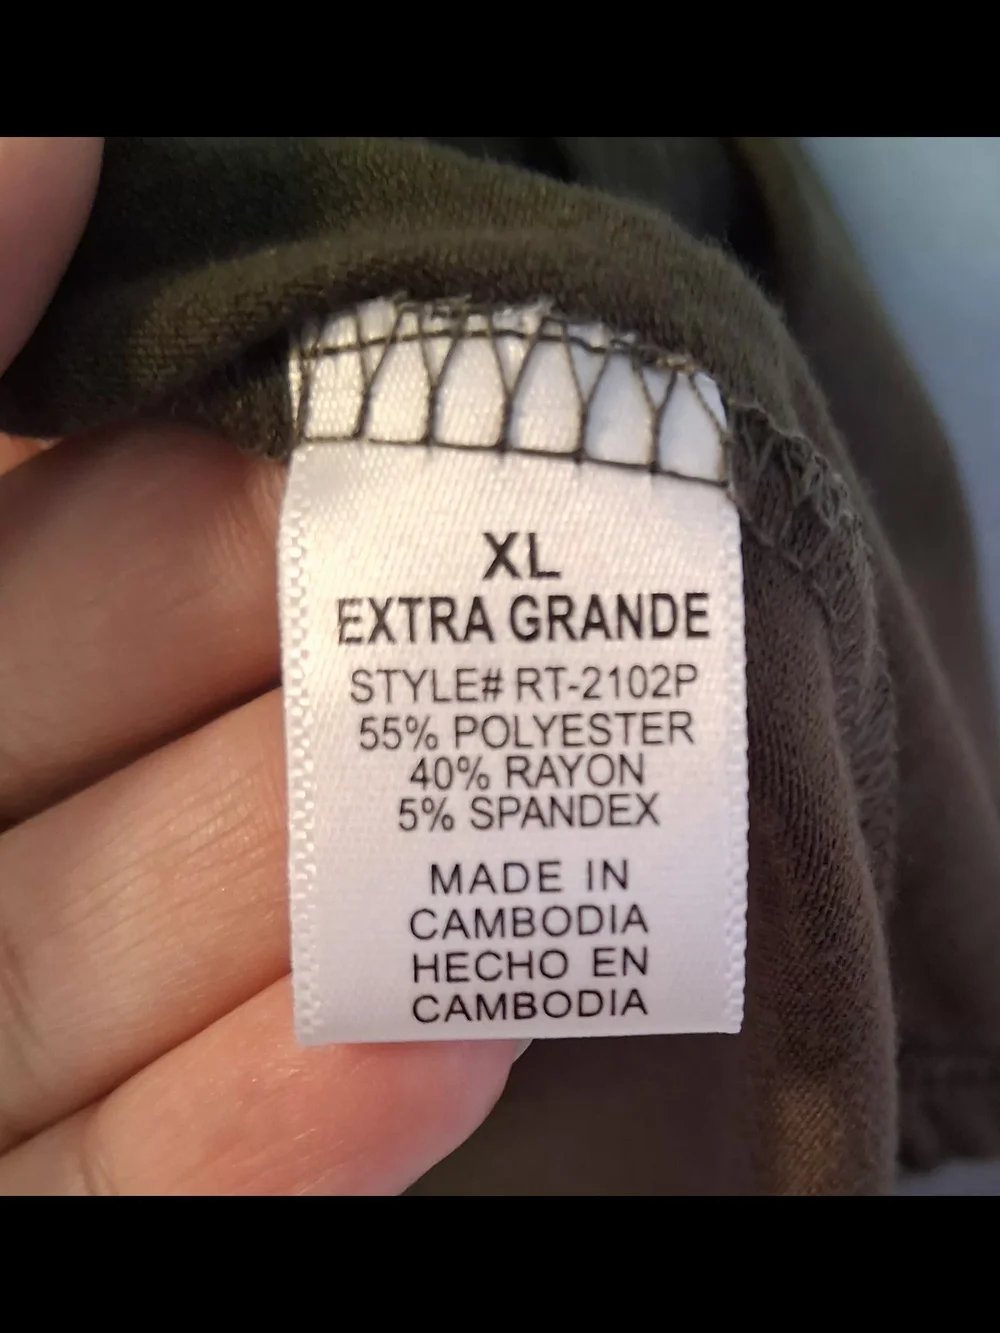 XL
EXTRA GRANDE
STYLE# RT-2102P
55% POLYESTER
40% RAYON
5% SPANDEX
MADE IN
CAMBODIA
HECHO EN
CAMBODIA